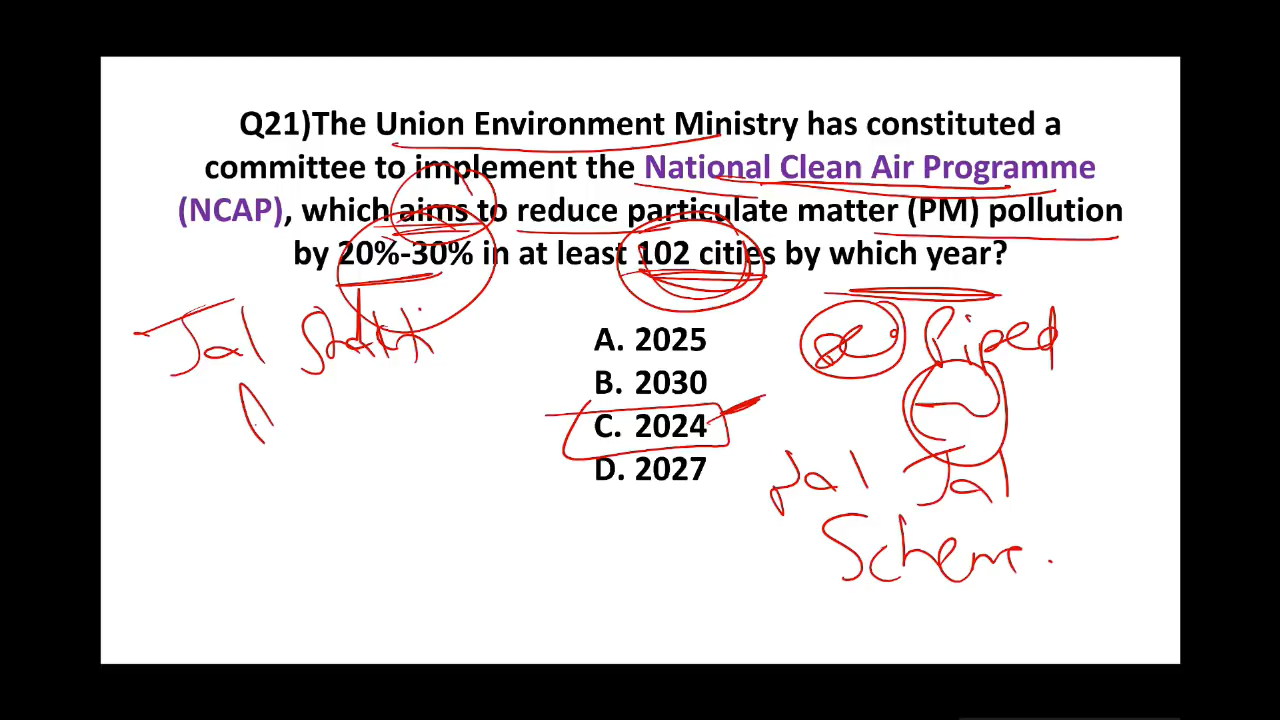 Q21)The Union Environment Ministry has constituted a
committee to implement the National Clean Air Programme
(NCAP), which aims to reduce particulate matter (PM) pollution
by 20%-30% in at least 102 cities by which year?
A. 2025
B. 2030
C. 2024
D. 2027
Jal Shakti
Piped
Jal
Scheme.